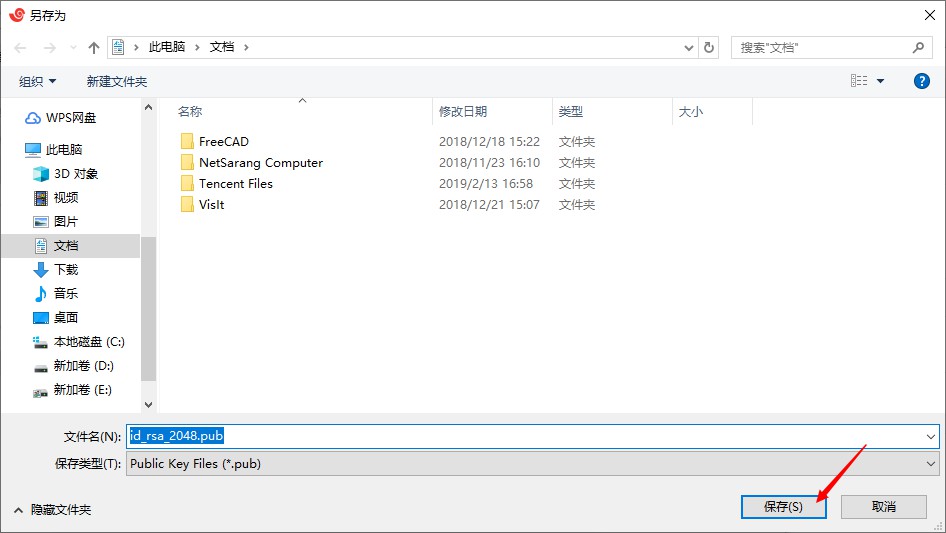 另存为
此电脑 文档
搜索"文档"
组织 新建文件夹
名称 修改日期 类型 大小
WPS网盘
此电脑
3D 对象
视频
图片
文档
下载
音乐
桌面
本地磁盘 (C:)
新加卷 (D:)
新加卷 (E:)
FreeCAD 2018/12/18 15:22 文件夹
NetSarang Computer 2018/11/23 16:10 文件夹
Tencent Files 2019/2/13 16:58 文件夹
VisIt 2018/12/21 15:07 文件夹
文件名(N): id_rsa_2048.pub
保存类型(T): Public Key Files (*.pub)
隐藏文件夹 保存(S) 取消